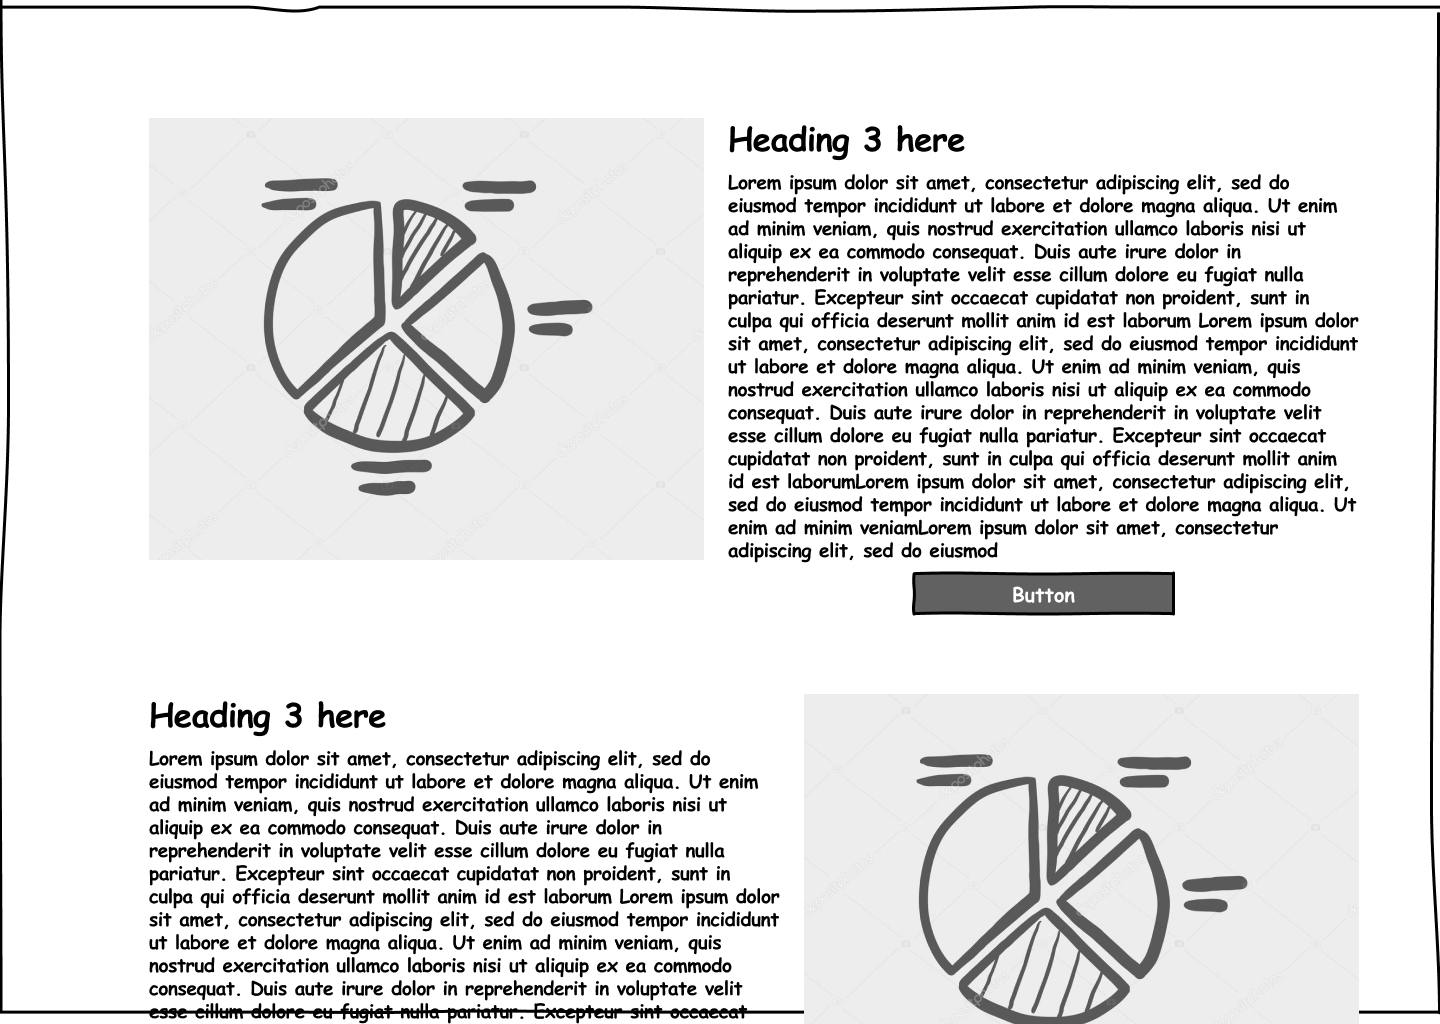 Heading 3 here
Lorem ipsum dolor sit amet, consectetur adipiscing elit, sed do
eiusmod tempor incididunt ut labore et dolore magna aliqua. Ut enim
ad minim veniam, quis nostrud exercitation ullamco laboris nisi ut
aliquip ex ea commodo consequat. Duis aute irure dolor in
reprehenderit in voluptate velit esse cillum dolore eu fugiat nulla
pariatur. Excepteur sint occaecat cupidatat non proident, sunt in
culpa qui officia deserunt mollit anim id est laborum Lorem ipsum dolor
sit amet, consectetur adipiscing elit, sed do eiusmod tempor incididunt
ut labore et dolore magna aliqua. Ut enim ad minim veniam, quis
nostrud exercitation ullamco laboris nisi ut aliquip ex ea commodo
consequat. Duis aute irure dolor in reprehenderit in voluptate velit
esse cillum dolore eu fugiat nulla pariatur. Excepteur sint occaecat
cupidatat non proident, sunt in culpa qui officia deserunt mollit anim
id est laborumLorem ipsum dolor sit amet, consectetur adipiscing elit,
sed do eiusmod tempor incididunt ut labore et dolore magna aliqua. Ut
enim ad minim veniamLorem ipsum dolor sit amet, consectetur
adipiscing elit, sed do eiusmod
Button
Heading 3 here
Lorem ipsum dolor sit amet, consectetur adipiscing elit, sed do
eiusmod tempor incididunt ut labore et dolore magna aliqua. Ut enim
ad minim veniam, quis nostrud exercitation ullamco laboris nisi ut
aliquip ex ea commodo consequat. Duis aute irure dolor in
reprehenderit in voluptate velit esse cillum dolore eu fugiat nulla
pariatur. Excepteur sint occaecat cupidatat non proident, sunt in
culpa qui officia deserunt mollit anim id est laborum Lorem ipsum dolor
sit amet, consectetur adipiscing elit, sed do eiusmod tempor incididunt
ut labore et dolore magna aliqua. Ut enim ad minim veniam, quis
nostrud exercitation ullamco laboris nisi ut aliquip ex ea commodo
consequat. Duis aute irure dolor in reprehenderit in voluptate velit
esse cillum dolore eu fugiat nulla pariatur. Excepteur sint occaecat